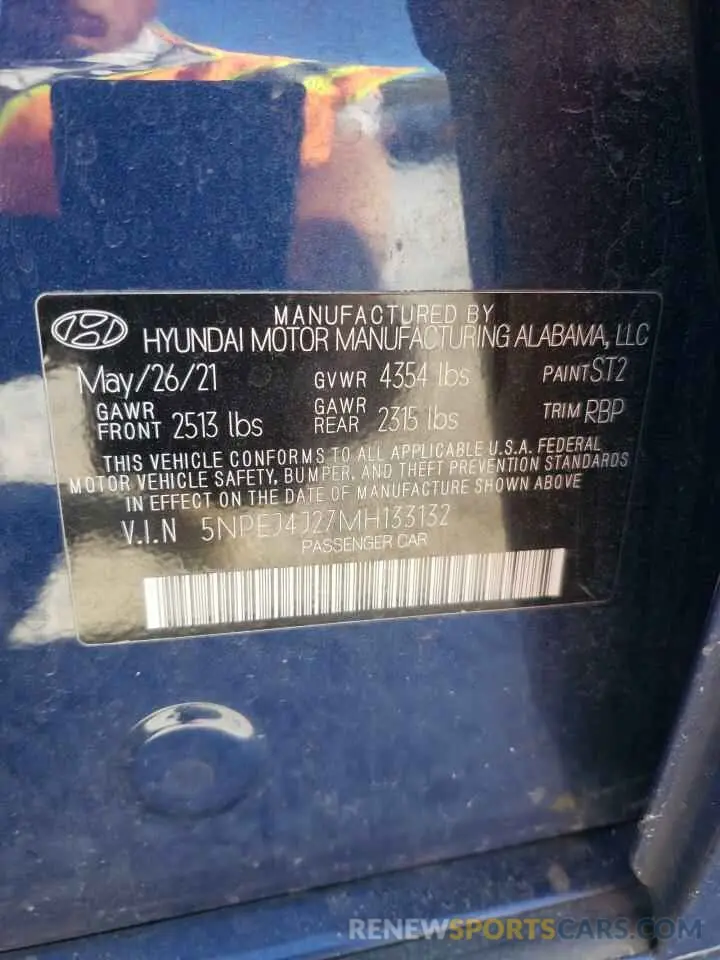 MANUFACTURED BY
HYUNDAI MOTOR MANUFACTURING ALABAMA, LLC
May/26/21 GVWR 4354 lbs PAINT ST2
GAWR FRONT 2513 lbs GAWR REAR 2315 lbs TRIM RBP
THIS VEHICLE CONFORMS TO ALL APPLICABLE U.S.A. FEDERAL
MOTOR VEHICLE SAFETY, BUMPER, AND THEFT PREVENTION STANDARDS
IN EFFECT ON THE DATE OF MANUFACTURE SHOWN ABOVE
V.I.N 5NPEJ4J27MH133132
PASSENGER CAR
RENEWSPORTSCARS.COM